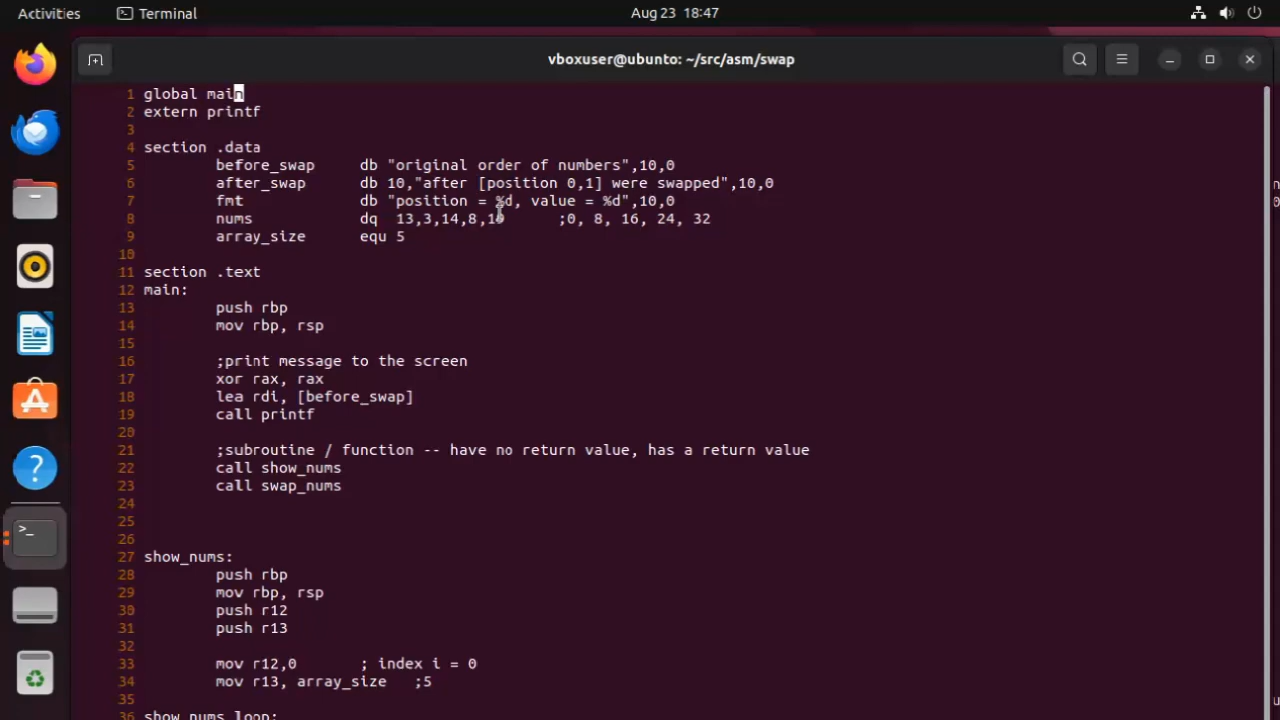 Activities
Terminal
Aug 23 18:47
vboxuser@ubunto: ~/src/asm/swap
1 global main
2 extern printf
3
4 section .data
5 before_swap db "original order of numbers",10,0
6 after_swap db 10,"after [position 0,1] were swapped",10,0
7 fmt db "position = %d, value = %d",10,0
8 nums dq 13,3,14,8,19 ;0, 8, 16, 24, 32
9 array_size equ 5
10
11 section .text
12 main:
13 push rbp
14 mov rbp, rsp
15
16 ;print message to the screen
17 xor rax, rax
18 lea rdi, [before_swap]
19 call printf
20
21 ;subroutine / function -- have no return value, has a return value
22 call show_nums
23 call swap_nums
24
25
26
27 show_nums:
28 push rbp
29 mov rbp, rsp
30 push r12
31 push r13
32
33 mov r12,0 ; index i = 0
34 mov r13, array_size ;5
35
36 show_nums_loop: